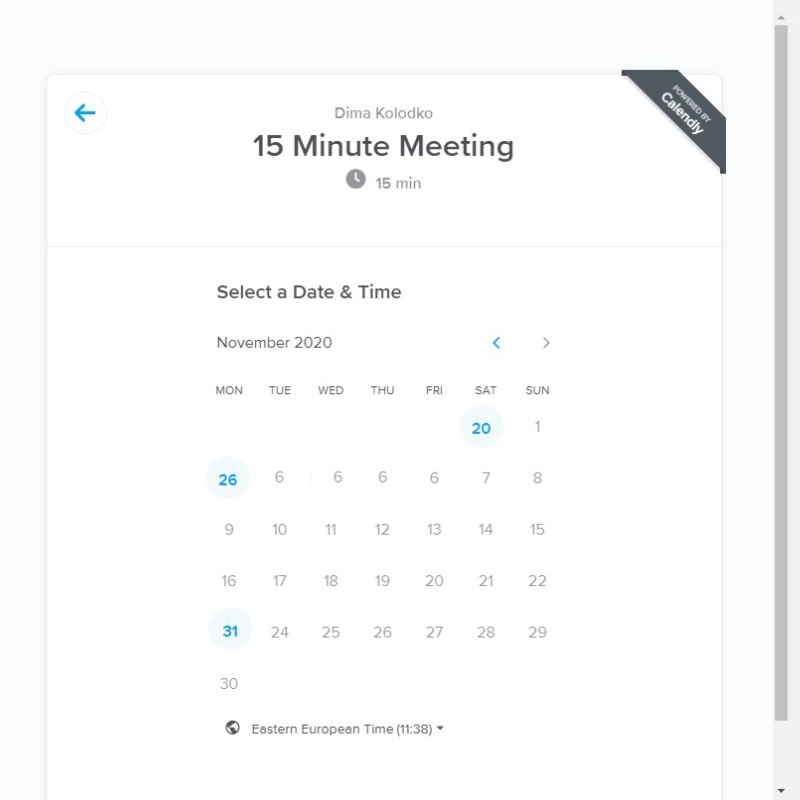 POWERED BY
Calendly
Dima Kolodko
15 Minute Meeting
15 min
Select a Date & Time
November 2020
MON TUE WED THU FRI SAT SUN
20 1
26 6 6 6 6 7 8
9 10 11 12 13 14 15
16 17 18 19 20 21 22
31 24 25 26 27 28 29
30
Eastern European Time (11:38)